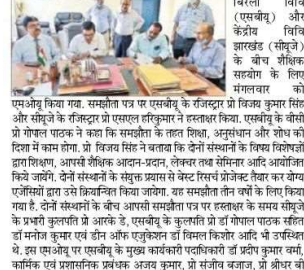 बिरला विवि
(एसबीयू) और
केंद्रीय विवि
झारखंड (सीयूजे)
के बीच शैक्षिक
सहयोग के लिए
मंगलवार को
एमओयू किया गया. समझौता पत्र पर एसबीयू के रजिस्ट्रार प्रो विजय कुमार सिंह
और सीयूजे के रजिस्ट्रार प्रो एसएल हरिकुमार ने हस्ताक्षर किया. एसबीयू के वीसी
प्रो गोपाल पाठक ने कहा कि समझौता के तहत शिक्षा, अनुसंधान और शोध की
दिशा में काम होगा. प्रो विजय सिंह ने बताया कि दोनों संस्थानों के विषय विशेषज्ञों
द्वारा शिक्षण, आपसी शैक्षिक आदान-प्रदान, लेक्चर तथा सेमिनार आदि आयोजित
किये जायेंगे. दोनों संस्थानों के संयुक्त प्रयास से बेस्ट रिसर्च प्रोजेक्ट तैयार कर योग्य
एजेंसियों द्वारा उसे क्रियान्वित किया जायेगा. यह समझौता तीन वर्षों के लिए किया
गया है. दोनों संस्थानों के बीच आपसी समझौता पत्र पर हस्ताक्षर के समय सीयूजे
के प्रभारी कुलपति प्रो आरके डे, एसबीयू के कुलपति प्रो डॉ गोपाल पाठक सहित
डॉ मनोज कुमार एवं डीन ऑफ एजुकेशन डॉ विमल किशोर आदि भी उपस्थित
थे. इस एमओयू पर एसबीयू के मुख्य कार्यकारी पदाधिकारी डॉ प्रदीप कुमार वर्मा,
कार्मिक एवं प्रशासनिक प्रबंधक अजय कुमार, प्रो संजीव बजाज, प्रो श्रीधर बी